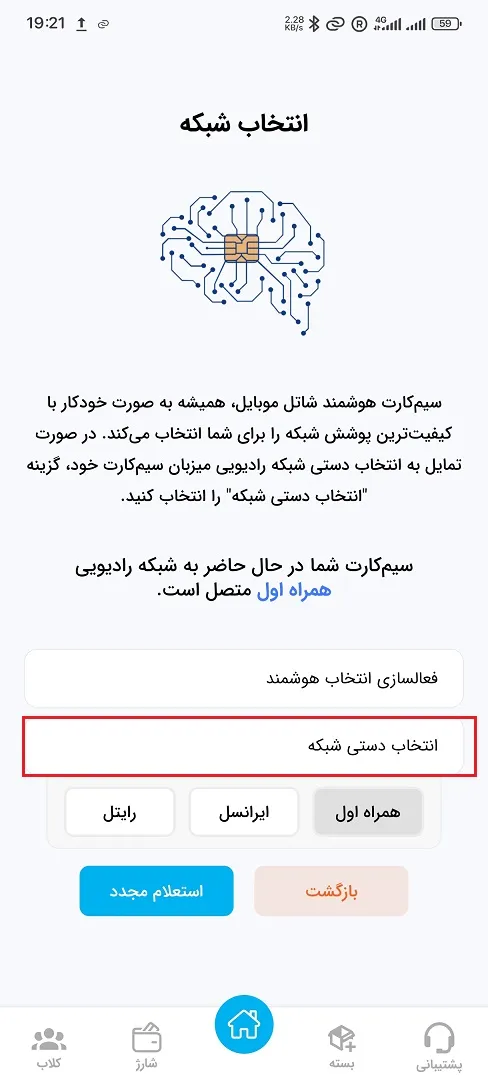 19:21
2.28 KB/s
4G
59
انتخاب شبکه
سیم‌کارت هوشمند شاتل موبایل، همیشه به صورت خودکار با
کیفیت‌ترین پوشش شبکه را برای شما انتخاب می‌کند. در صورت
تمایل به انتخاب دستی شبکه رادیویی میزبان سیم‌کارت خود، گزینه
"انتخاب دستی شبکه" را انتخاب کنید.
سیم‌کارت شما در حال حاضر به شبکه رادیویی
همراه اول متصل است.
فعالسازی انتخاب هوشمند
انتخاب دستی شبکه
همراه اول
ایرانسل
رایتل
بازگشت
استعلام مجدد
پشتیبانی
بسته
شارژ
کلاب